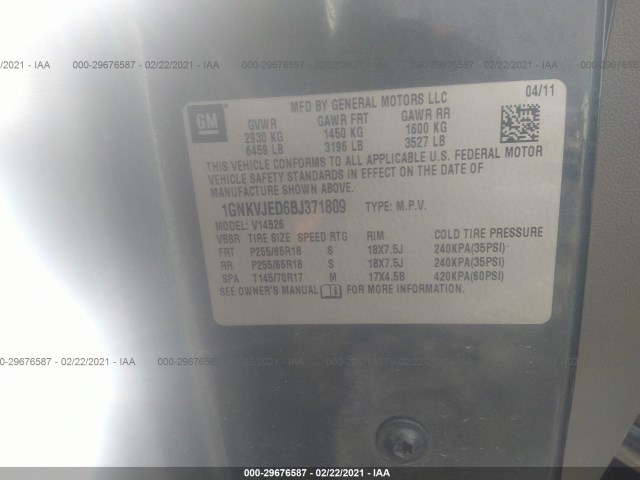 2/2021 - IAA 000-29676587 - 02/22/2021 - IAA 000-29676587 - 02/22/2021 - IAA 000-29676587 - 02/2
GM
MFD BY GENERAL MOTORS LLC 04/11
GVWR GAWR FRT GAWR RR
2930 KG 1450 KG 1600 KG
6459 LB 3196 LB 3527 LB
THIS VEHICLE CONFORMS TO ALL APPLICABLE U.S. FEDERAL MOTOR
VEHICLE SAFETY STANDARDS IN EFFECT ON THE DATE OF
MANUFACTURE SHOWN ABOVE.
1GNKVJED6BJ371809 TYPE: M.P.V.
MODEL: V14526
VBBR TIRE SIZE SPEED RTG RIM COLD TIRE PRESSURE
FRT P255/65R18 S 18X7.5J 240KPA(35PSI)
RR P255/65R18 S 18X7.5J 240KPA(35PSI)
SPA T145/70R17 M 17X4.5B 420KPA(60PSI)
SEE OWNER'S MANUAL FOR MORE INFORMATION.
2/2021 - IAA 000-29676587 - 02/22/2021 - IAA 000-29676587 - 02/22/2021 - IAA 000-29676587 - 02/2
000-29676587 - 02/22/2021 - IAA